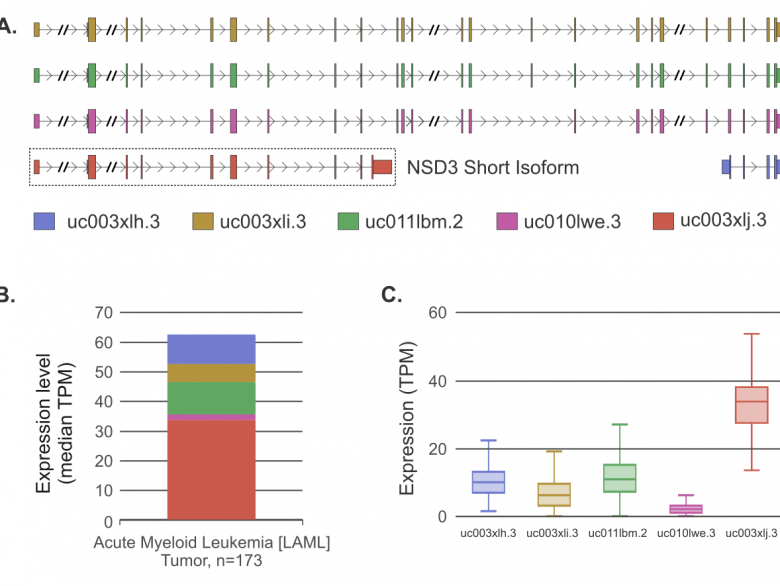 A.
NSD3 Short Isoform
uc003xlh.3 uc003xli.3 uc011lbm.2 uc010lwe.3 uc003xlj.3
B.
70
60
50
40
30
20
10
0
Expression level
(median TPM)
Acute Myeloid Leukemia [LAML]
Tumor, n=173
C.
60
40
20
0
Expression (TPM)
uc003xlh.3 uc003xli.3 uc011lbm.2 uc010lwe.3 uc003xlj.3